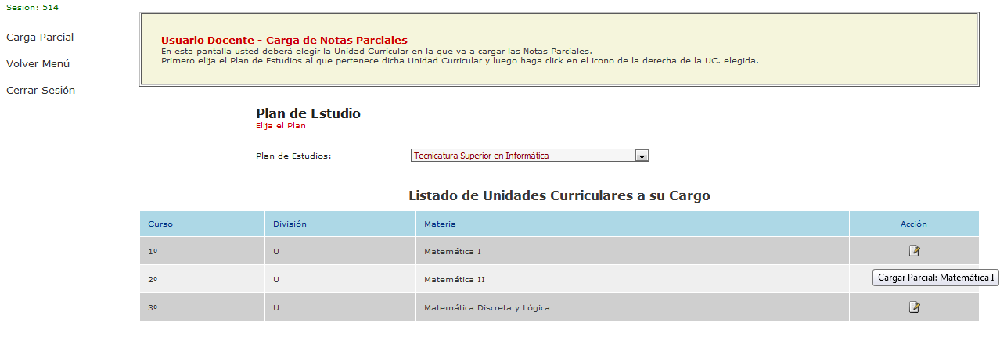 Sesion: 514
Carga Parcial
Volver Menú
Cerrar Sesión
Usuario Docente - Carga de Notas Parciales
En esta pantalla usted deberá elegir la Unidad Curricular en la que va a cargar las Notas Parciales.
Primero elija el Plan de Estudios al que pertenece dicha Unidad Curricular y luego haga click en el icono de la derecha de la UC. elegida.
Plan de Estudio
Elija el Plan
Plan de Estudios: Tecnicatura Superior en Informática
Listado de Unidades Curriculares a su Cargo
Curso División Materia Acción
1º U Matemática I
2º U Matemática II
Cargar Parcial: Matemática I
3º U Matemática Discreta y Lógica